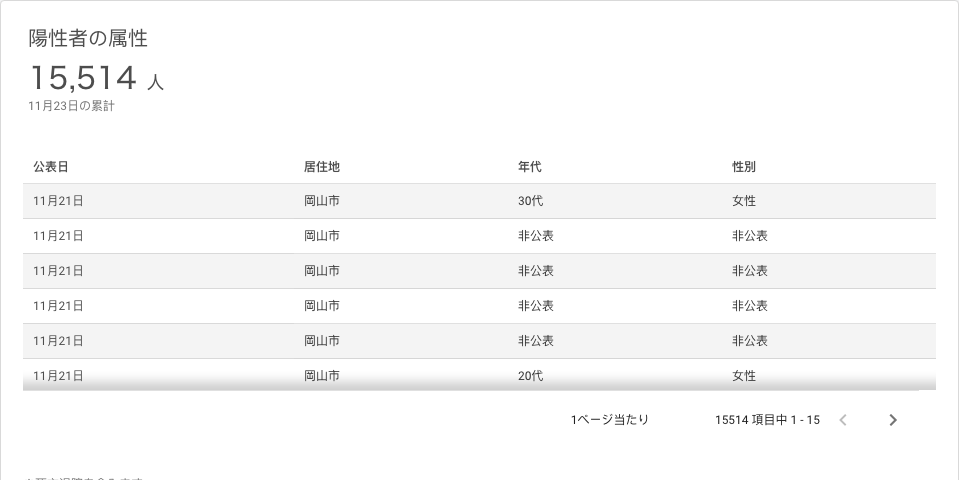 陽性者の属性
15,514 人
11月23日の累計
公表日 居住地 年代 性別
11月21日 岡山市 30代 女性
11月21日 岡山市 非公表 非公表
11月21日 岡山市 非公表 非公表
11月21日 岡山市 非公表 非公表
11月21日 岡山市 非公表 非公表
11月21日 岡山市 20代 女性
1ページ当たり 15514 項目中 1 - 15